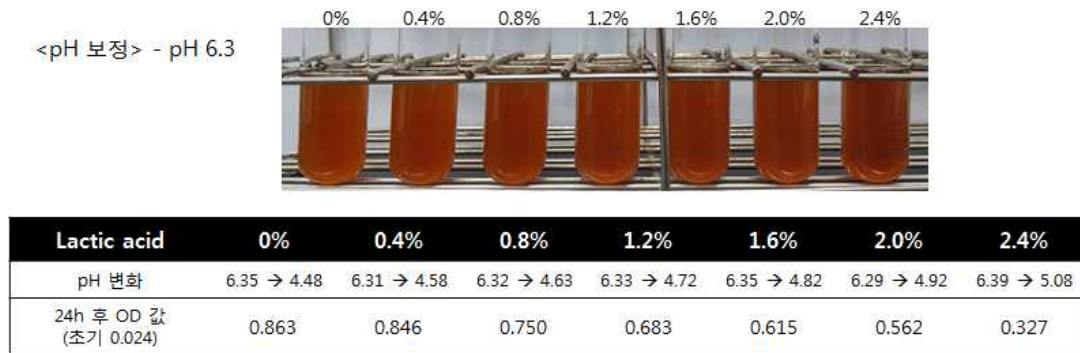 0% 0.4% 0.8% 1.2% 1.6% 2.0% 2.4%
<pH 보정> - pH 6.3
Lactic acid 0% 0.4% 0.8% 1.2% 1.6% 2.0% 2.4%
pH 변화 6.35 → 4.48 6.31 → 4.58 6.32 → 4.63 6.33 → 4.72 6.35 → 4.82 6.29 → 4.92 6.39 → 5.08
24h 후 OD 값
(초기 0.024) 0.863 0.846 0.750 0.683 0.615 0.562 0.327